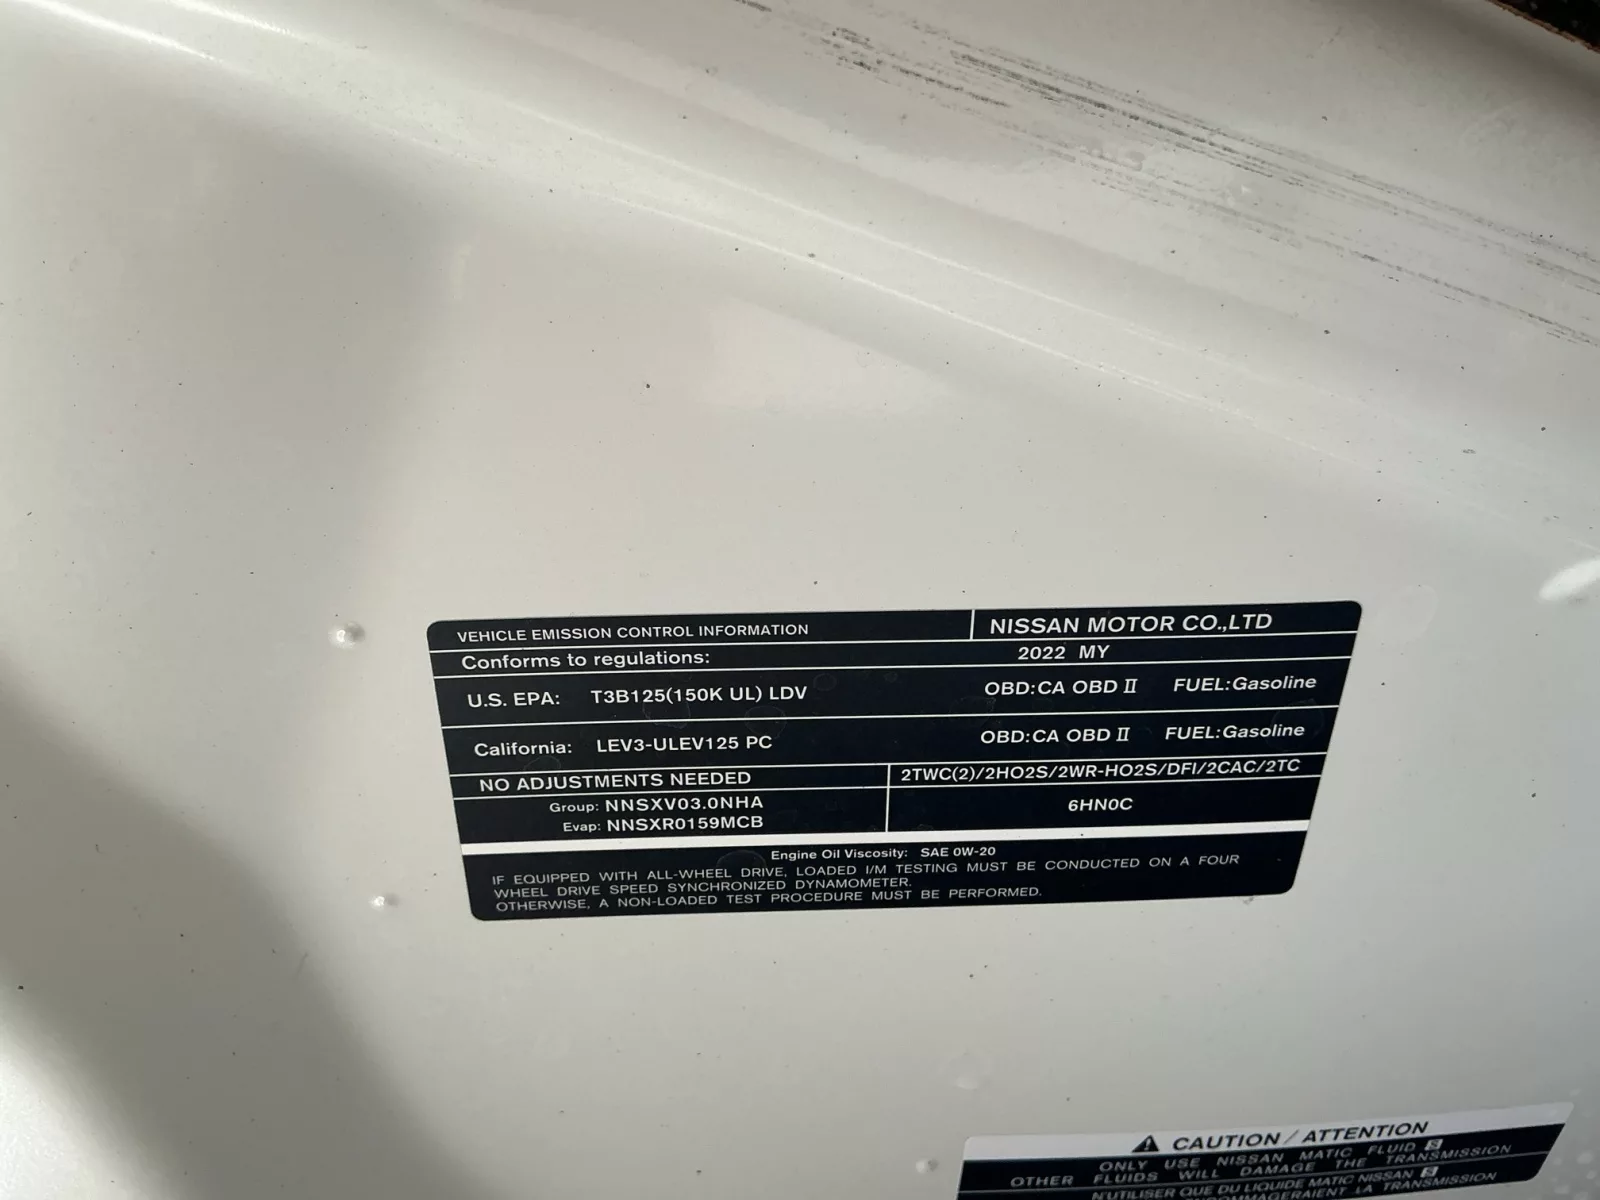 VEHICLE EMISSION CONTROL INFORMATION NISSAN MOTOR CO.,LTD
Conforms to regulations: 2022 MY
U.S. EPA: T3B125(150K UL) LDV OBD:CA OBD II FUEL:Gasoline
California: LEV3-ULEV125 PC OBD:CA OBD II FUEL:Gasoline
NO ADJUSTMENTS NEEDED 2TWC(2)/2HO2S/2WR-HO2S/DFI/2CAC/2TC
Group: NNSXV03.0NHA 6HN0C
Evap: NNSXR0159MCB
Engine Oil Viscosity: SAE 0W-20
IF EQUIPPED WITH ALL-WHEEL DRIVE, LOADED I/M TESTING MUST BE CONDUCTED ON A FOUR
WHEEL DRIVE SPEED SYNCHRONIZED DYNAMOMETER.
OTHERWISE, A NON-LOADED TEST PROCEDURE MUST BE PERFORMED.
CAUTION / ATTENTION
ONLY USE NISSAN MATIC FLUID S
OTHER FLUIDS WILL DAMAGE THE TRANSMISSION
N'UTILISER QUE DU LIQUIDE MATIC NISSAN S
LA TRANSMISSION